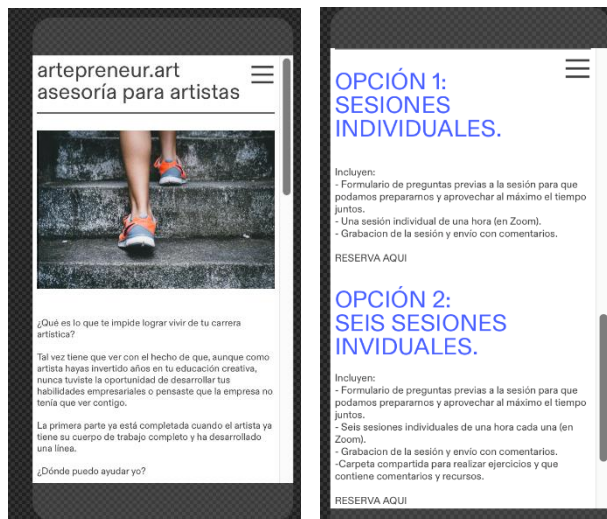 artepreneur.art
asesoría para artistas
¿Qué es lo que te impide lograr vivir de tu carrera
artística?
Tal vez tiene que ver con el hecho de que, aunque como
artista hayas invertido años en tu educación creativa,
nunca tuviste la oportunidad de desarrollar tus
habilidades empresariales o pensaste que la empresa no
tenía que ver contigo.
La primera parte ya está completada cuando el artista ya
tiene su cuerpo de trabajo completo y ha desarrollado
una línea.
¿Dónde puedo ayudar yo?
OPCIÓN 1:
SESIONES
INDIVIDUALES.
Incluyen:
- Formulario de preguntas previas a la sesión para que
podamos prepararnos y aprovechar al máximo el tiempo
juntos.
- Una sesión individual de una hora (en Zoom).
- Grabacion de la sesión y envío con comentarios.
RESERVA AQUI
OPCIÓN 2:
SEIS SESIONES
INVIDUALES.
Incluyen:
- Formulario de preguntas previas a la sesión para que
podamos prepararnos y aprovechar al máximo el tiempo
juntos.
- Seis sesiones individuales de una hora cada una (en
Zoom).
- Grabacion de la sesión y envío con comentarios.
-Carpeta compartida para realizar ejercicios y que
contiene comentarios y recursos.
RESERVA AQUI